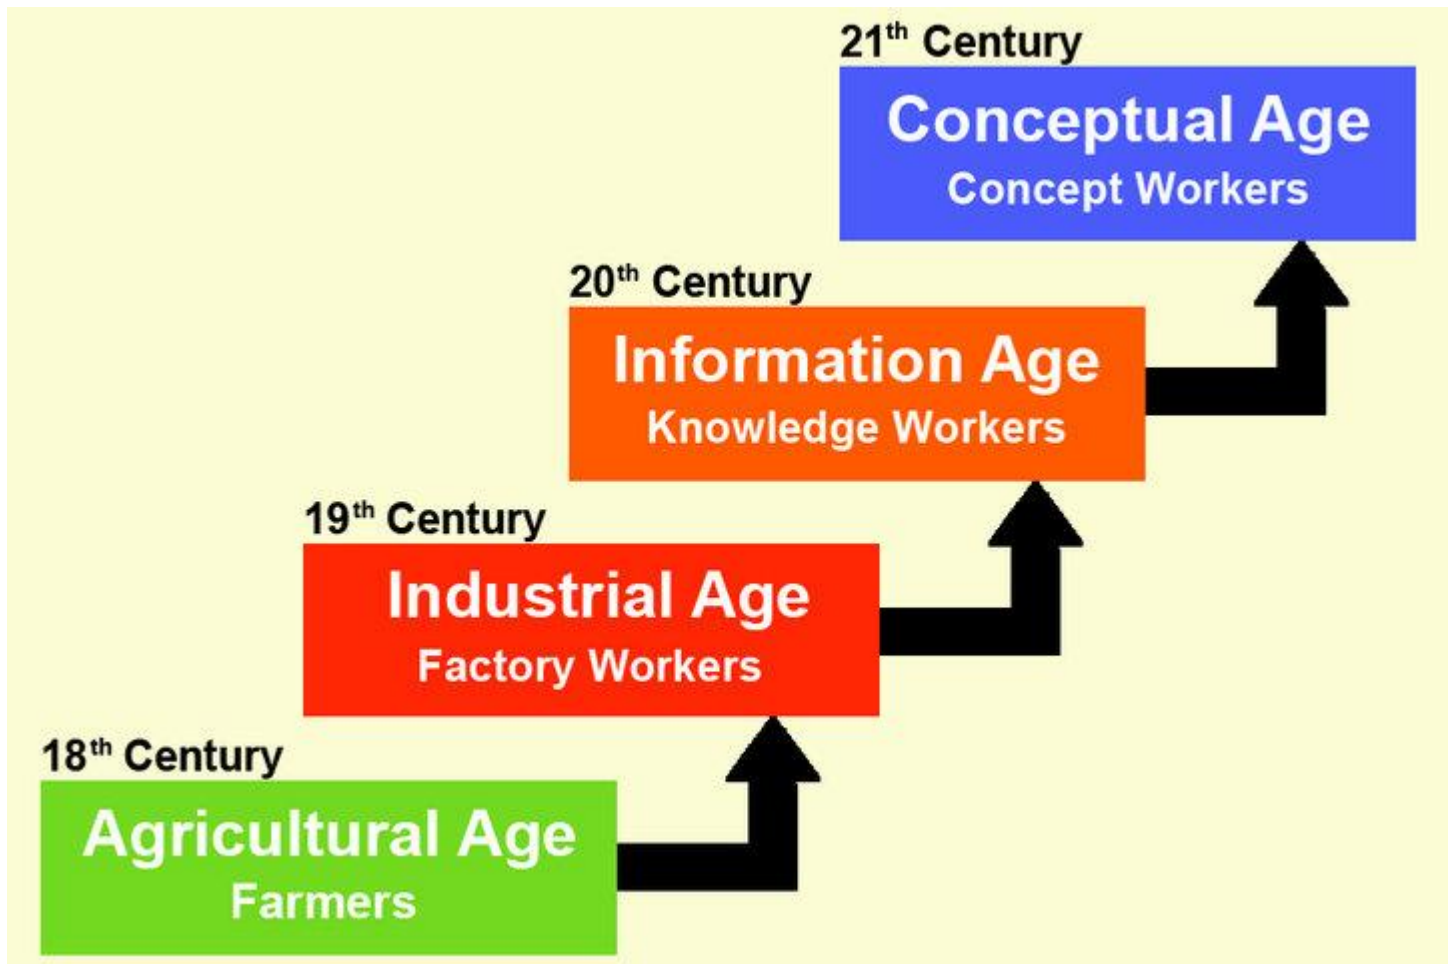 21th Century
Conceptual Age
Concept Workers
20th Century
Information Age
Knowledge Workers
19th Century
Industrial Age
Factory Workers
18th Century
Agricultural Age
Farmers